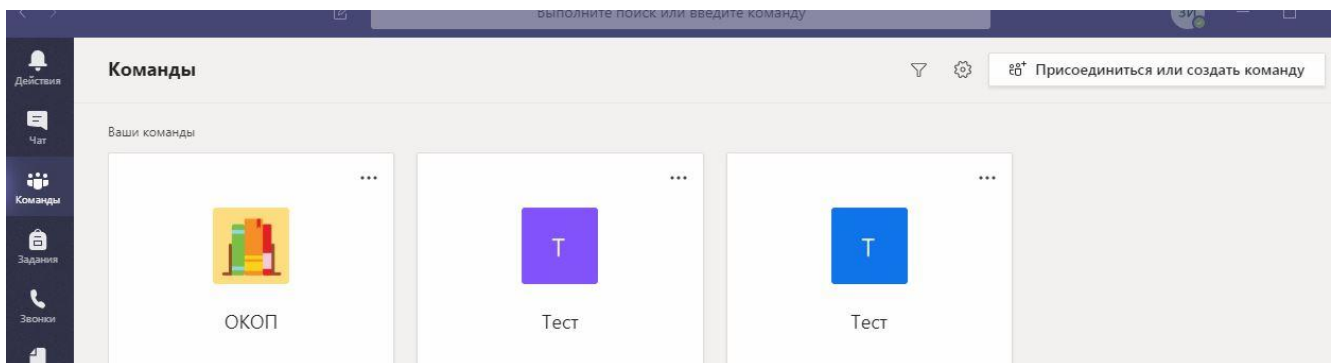 Выполните поиск или введите команду
ЗИ
Действия
Команды
Присоединиться или создать команду
Чат
Ваши команды
Команды
Задания
Т
Т
Звонки
ОКОП
Тест
Тест